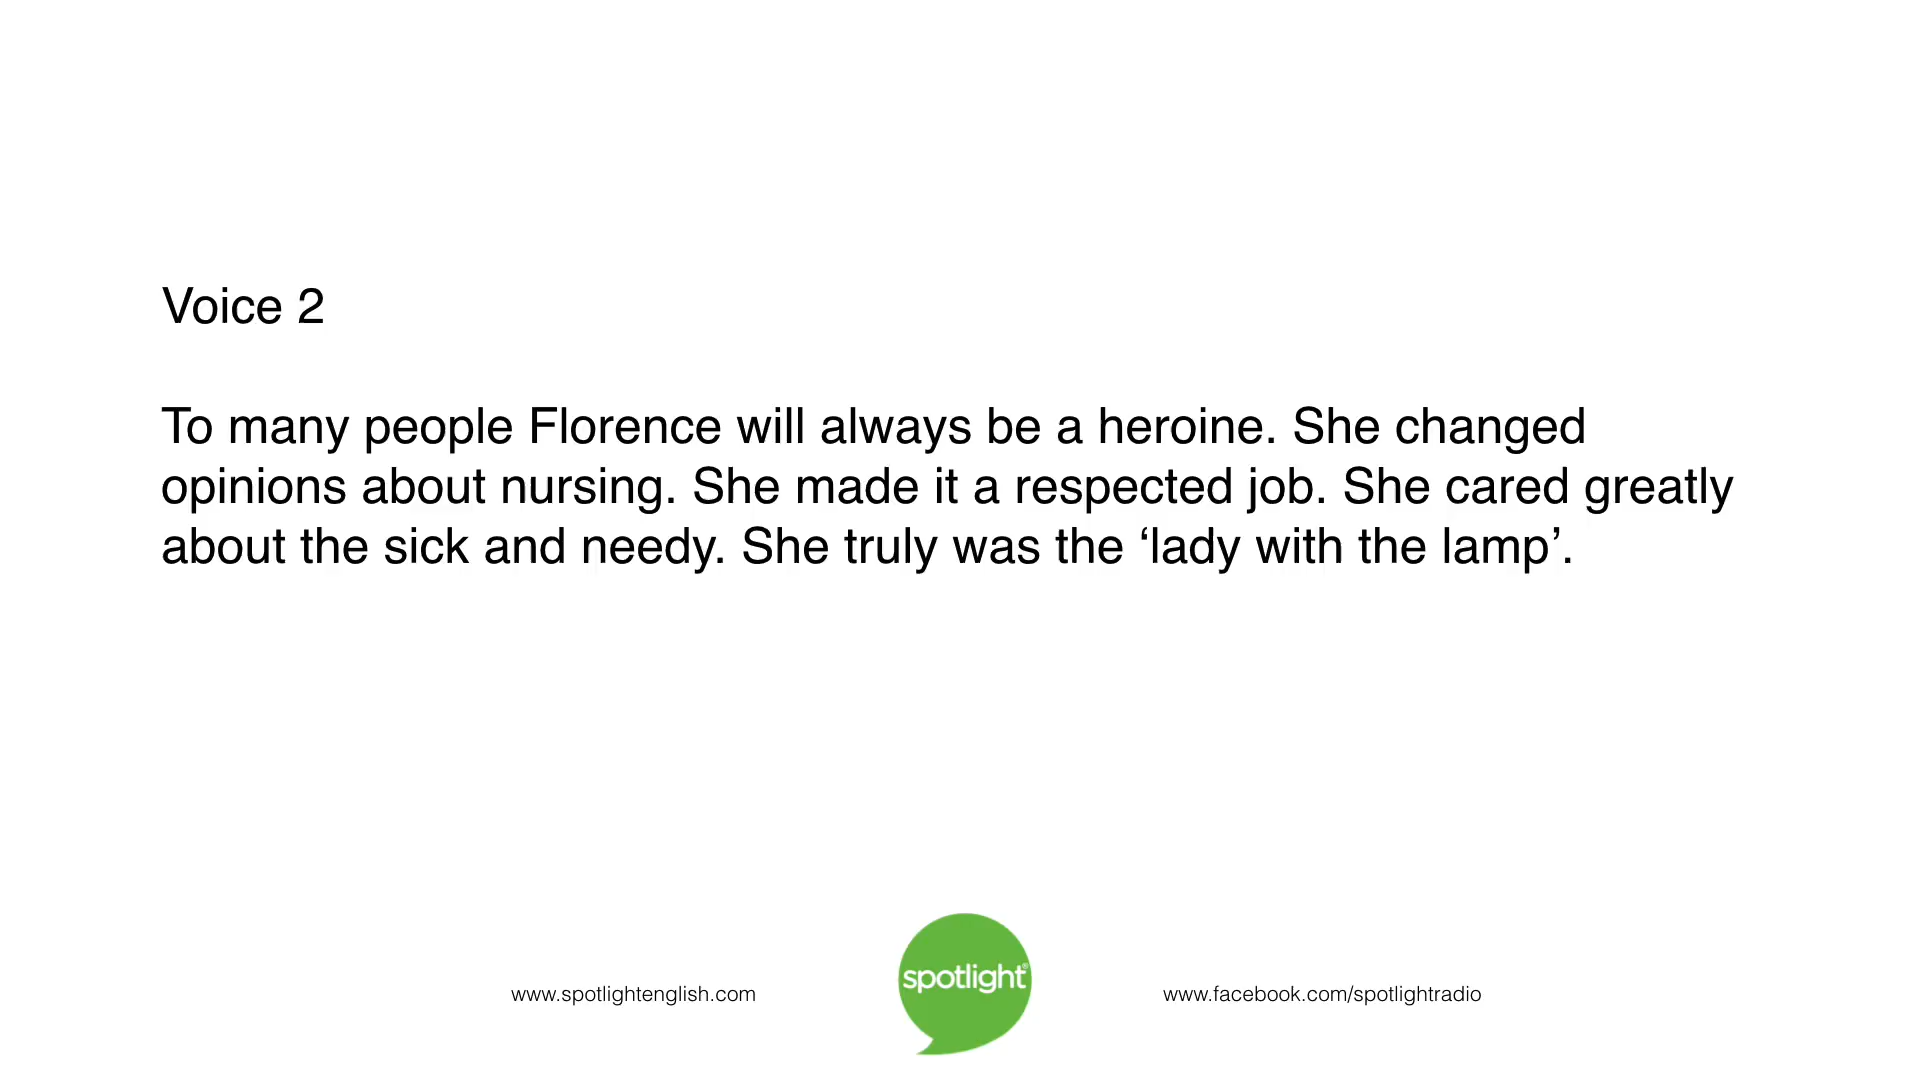 Voice 2
To many people Florence will always be a heroine. She changed
opinions about nursing. She made it a respected job. She cared greatly
about the sick and needy. She truly was the ‘lady with the lamp’.
spotlight®
www.spotlightenglish.com
www.facebook.com/spotlightradio